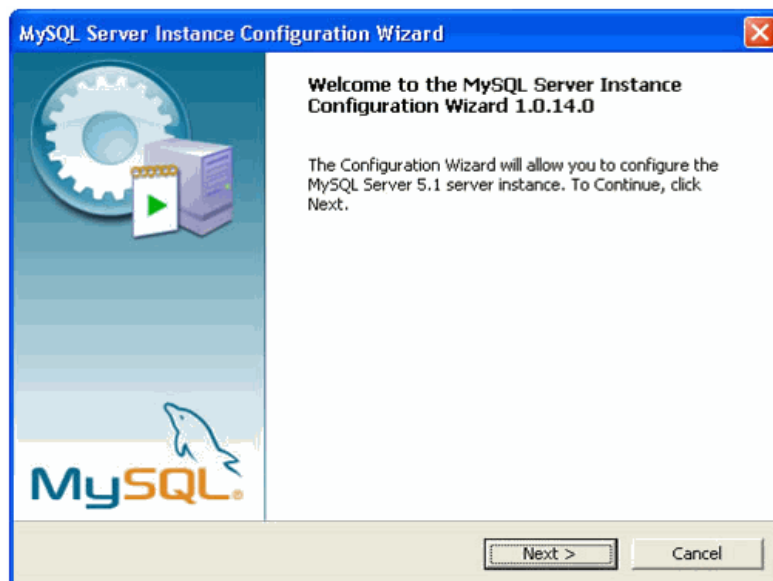 MySQL Server Instance Configuration Wizard
Welcome to the MySQL Server Instance
Configuration Wizard 1.0.14.0
The Configuration Wizard will allow you to configure the
MySQL Server 5.1 server instance. To Continue, click
Next.
MySQL®
Next >
Cancel